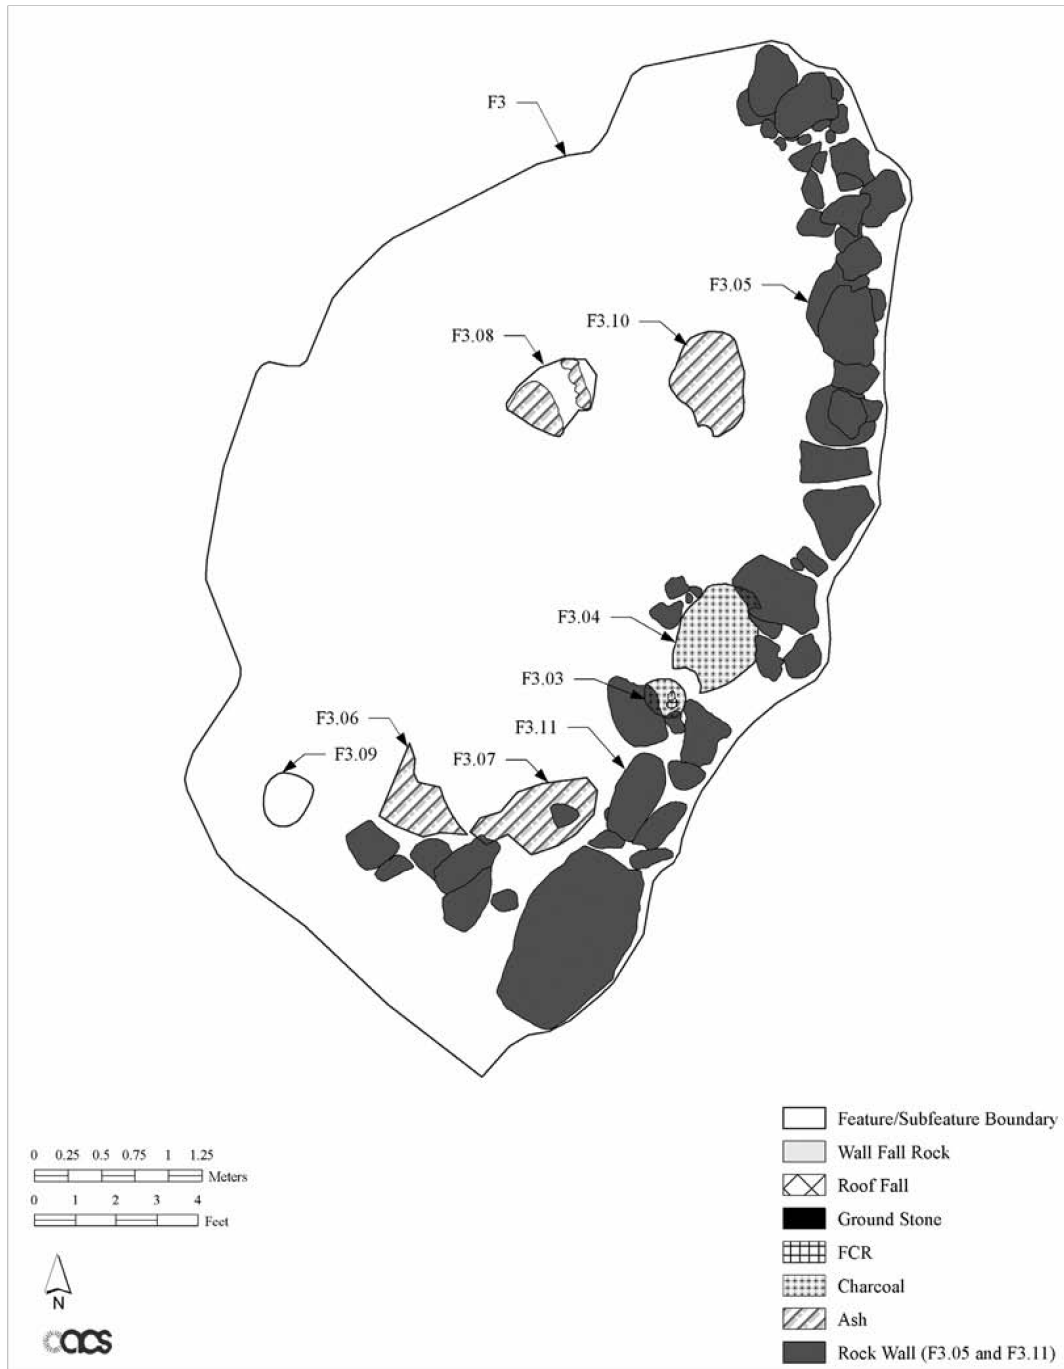 F3
F3.05
F3.10
F3.08
F3.04
F3.03
F3.06
F3.11
F3.09
F3.07
Feature/Subfeature Boundary
Wall Fall Rock
Roof Fall
Ground Stone
FCR
Charcoal
Ash
Rock Wall (F3.05 and F3.11)
0 0.25 0.5 0.75 1 1.25
Meters
0 1 2 3 4
Feet
N
acs